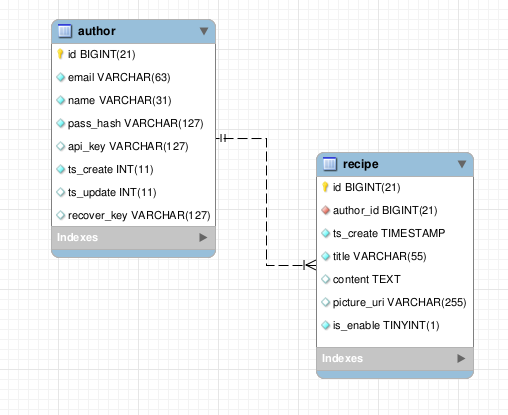 author
id BIGINT(21)
email VARCHAR(63)
name VARCHAR(31)
pass_hash VARCHAR(127)
api_key VARCHAR(127)
ts_create INT(11)
ts_update INT(11)
recover_key VARCHAR(127)
Indexes
recipe
id BIGINT(21)
author_id BIGINT(21)
ts_create TIMESTAMP
title VARCHAR(55)
content TEXT
picture_uri VARCHAR(255)
is_enable TINYINT(1)
Indexes